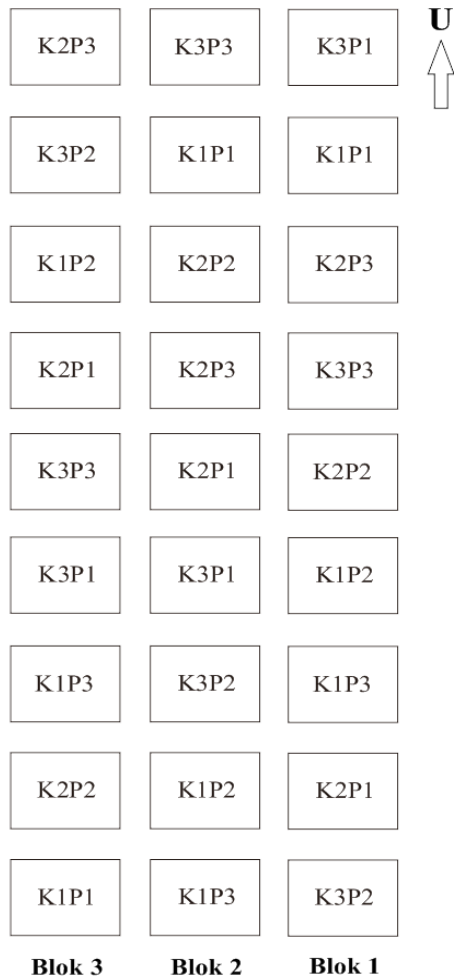 U
K2P3 K3P3 K3P1
K3P2 K1P1 K1P1
K1P2 K2P2 K2P3
K2P1 K2P3 K3P3
K3P3 K2P1 K2P2
K3P1 K3P1 K1P2
K1P3 K3P2 K1P3
K2P2 K1P2 K2P1
K1P1 K1P3 K3P2
Blok 3 Blok 2 Blok 1